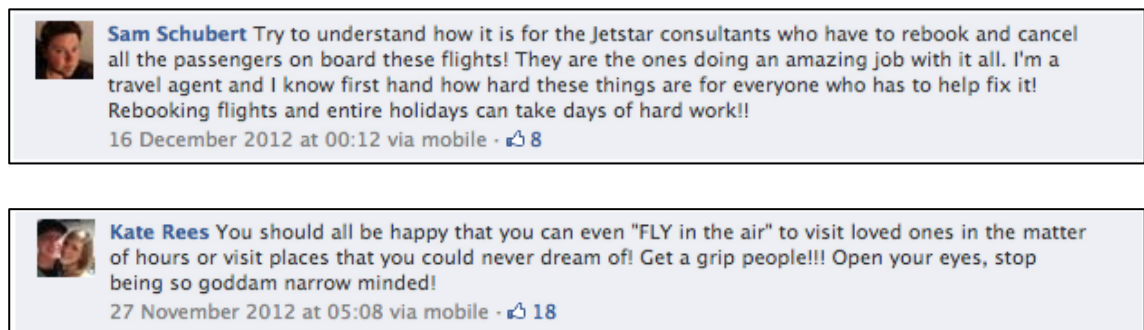 Sam Schubert Try to understand how it is for the Jetstar consultants who have to rebook and cancel
all the passengers on board these flights! They are the ones doing an amazing job with it all. I'm a
travel agent and I know first hand how hard these things are for everyone who has to help fix it!
Rebooking flights and entire holidays can take days of hard work!!
16 December 2012 at 00:12 via mobile · 8
Kate Rees You should all be happy that you can even "FLY in the air" to visit loved ones in the matter
of hours or visit places that you could never dream of! Get a grip people!!! Open your eyes, stop
being so goddam narrow minded!
27 November 2012 at 05:08 via mobile · 18